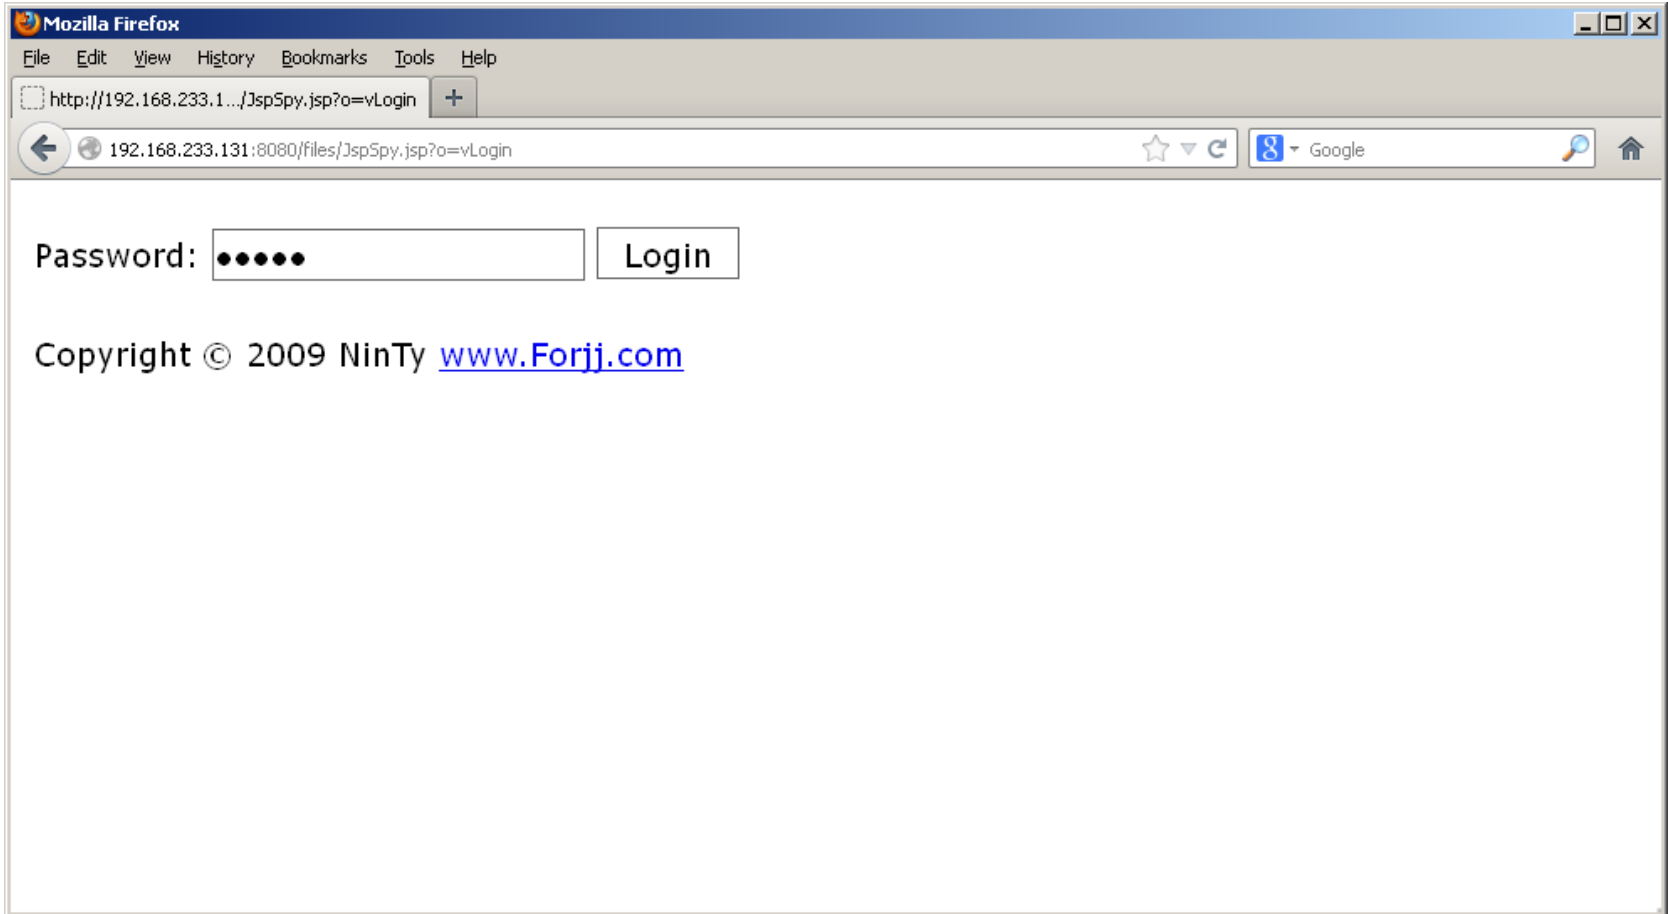 Mozilla Firefox
File Edit View History Bookmarks Tools Help
http://192.168.233.1.../JspSpy.jsp?o=vLogin +
192.168.233.131:8080/files/JspSpy.jsp?o=vLogin 8 Google
Password: ••••• Login
Copyright © 2009 NinTy www.Forjj.com